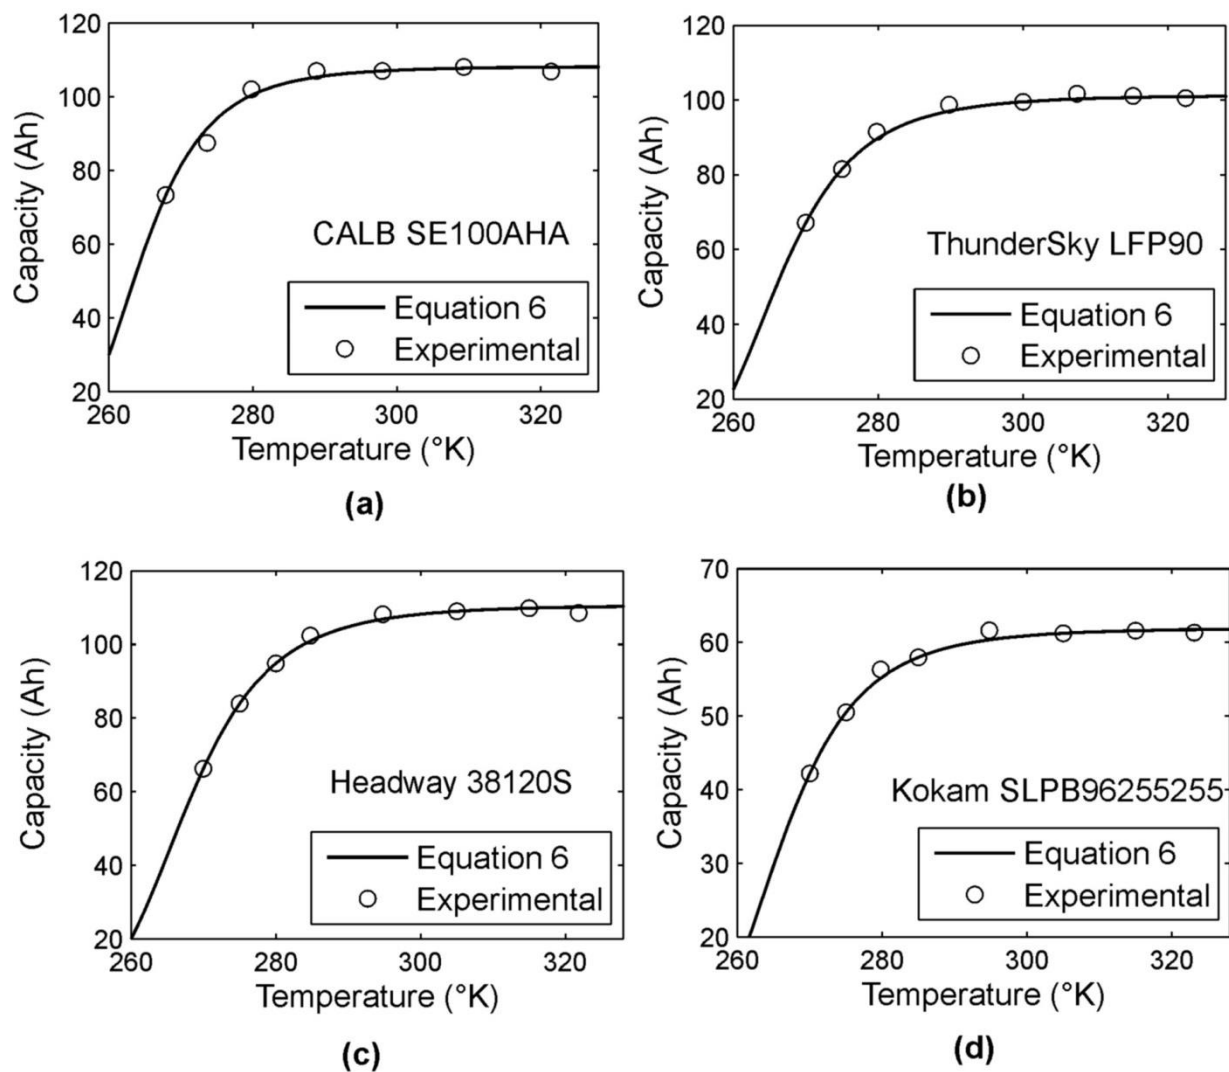 120
100
80
60
40
20
Capacity (Ah)
CALB SE100AHA
Equation 6
Experimental
260
280
300
320
Temperature (°K)
(a)
120
100
80
60
40
20
Capacity (Ah)
ThunderSky LFP90
Equation 6
Experimental
260
280
300
320
Temperature (°K)
(b)
120
100
80
60
40
20
Capacity (Ah)
Headway 38120S
Equation 6
Experimental
260
280
300
320
Temperature (°K)
(c)
70
60
50
40
30
20
Capacity (Ah)
Kokam SLPB96255255
Equation 6
Experimental
260
280
300
320
Temperature (°K)
(d)